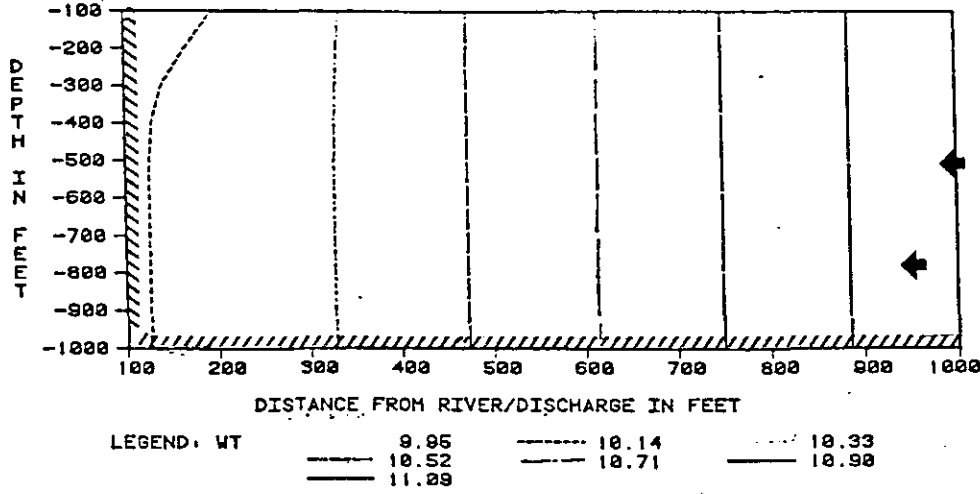 -100
-200
-300
-400
-500
-600
-700
-800
-900
-1000
DEPTH IN FEET
100 200 300 400 500 600 700 800 900 1000
DISTANCE FROM RIVER/DISCHARGE IN FEET
LEGEND: WT 9.95 10.14 10.33
10.52 10.71 10.90
11.09